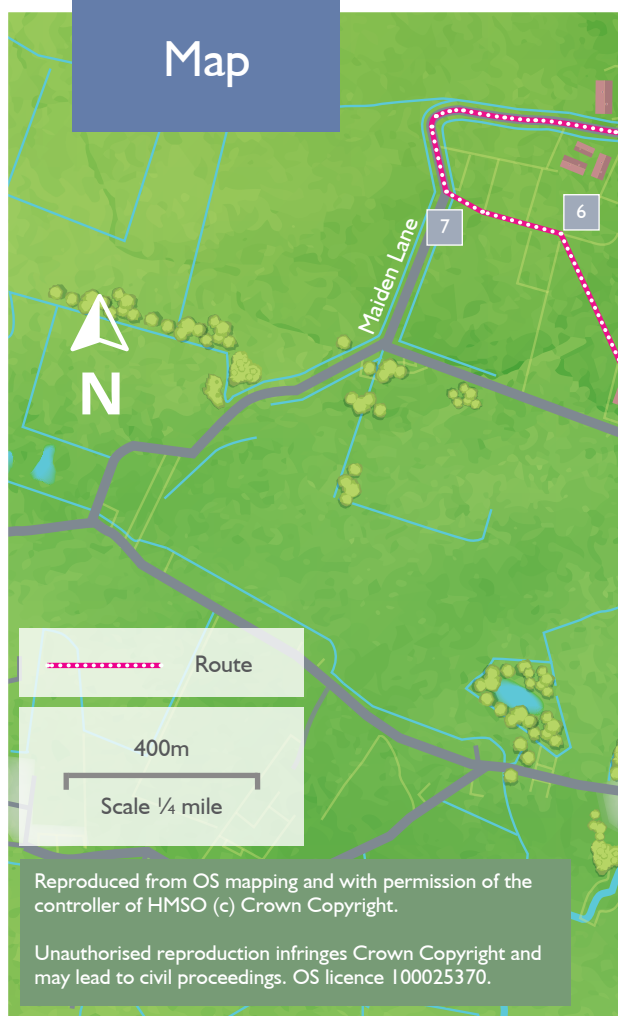 Map
6
7
Maiden Lane
N
Route
400m
Scale ¼ mile
Reproduced from OS mapping and with permission of the
controller of HMSO (c) Crown Copyright.
Unauthorised reproduction infringes Crown Copyright and
may lead to civil proceedings. OS licence 100025370.